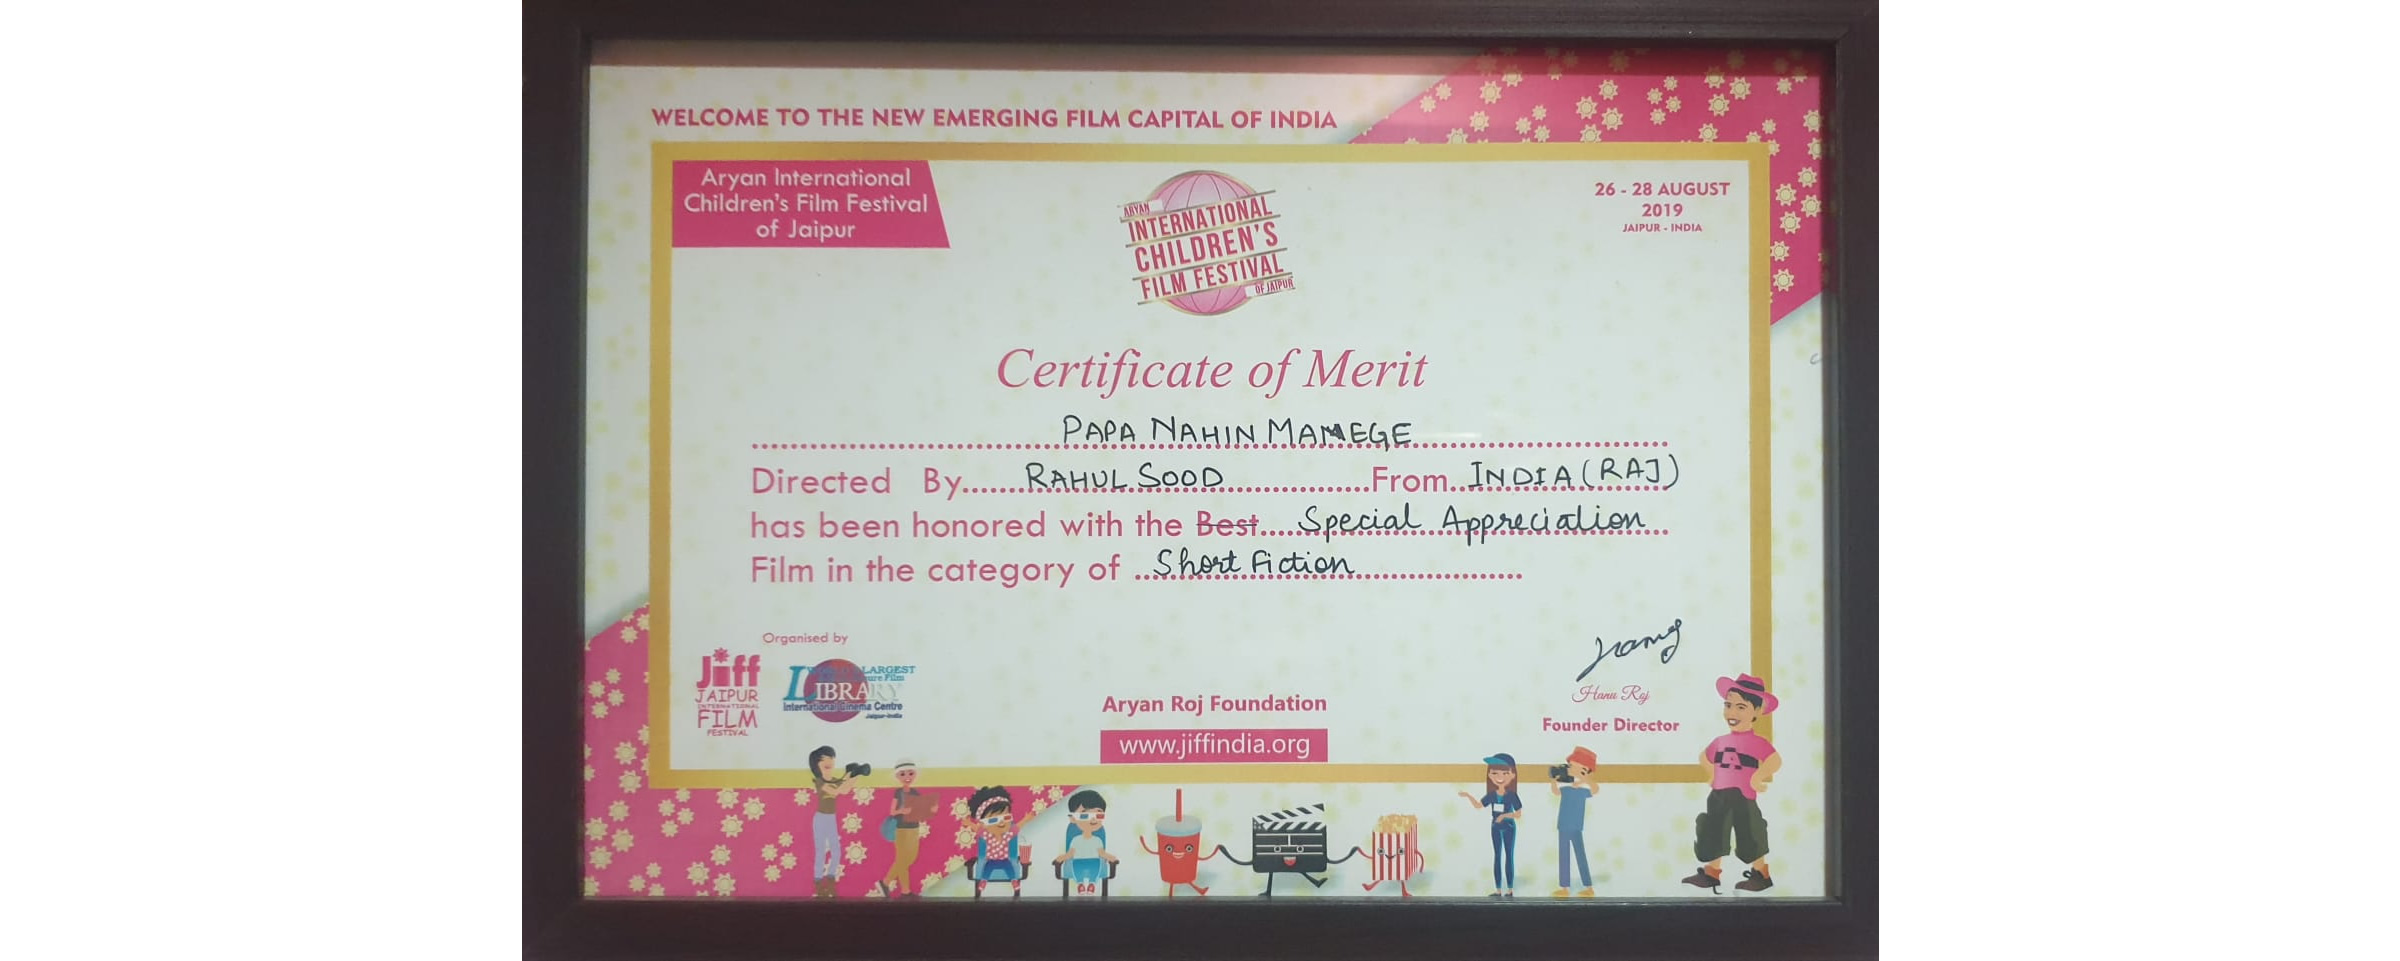 WELCOME TO THE NEW EMERGING FILM CAPITAL OF INDIA
Aryan International
Children's Film Festival
of Jaipur
ARYAN
INTERNATIONAL
CHILDREN'S
FILM FESTIVAL
OF JAIPUR
26 - 28 AUGUST
2019
JAIPUR - INDIA
Certificate of Merit
PAPA NAHIN MAMEGE
Directed By RAHUL SOOD From INDIA (RAJ)
has been honored with the Best Special Appreciation
Film in the category of Short Fiction
Organised by
Jiff
JAIPUR
INTERNATIONAL
FILM
FESTIVAL
LARGEST
Film
LIBRARY
International Cinema Centre
Jaipur-India
Aryan Roj Foundation
www.jiffindia.org
Hanu Roj
Founder Director
A